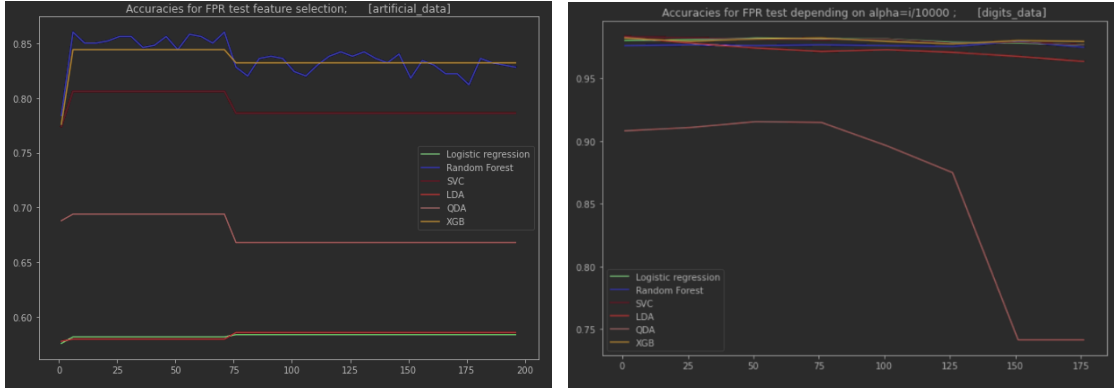 Accuracies for FPR test feature selection; [artificial_data]
0.85
0.80
0.75
0.70
0.65
0.60
Logistic regression
Random Forest
SVC
LDA
QDA
XGB
0 25 50 75 100 125 150 175 200
Accuracies for FPR test depending on alpha=i/10000 ; [digits_data]
0.95
0.90
0.85
0.80
0.75
Logistic regression
Random Forest
SVC
LDA
QDA
XGB
0 25 50 75 100 125 150 175